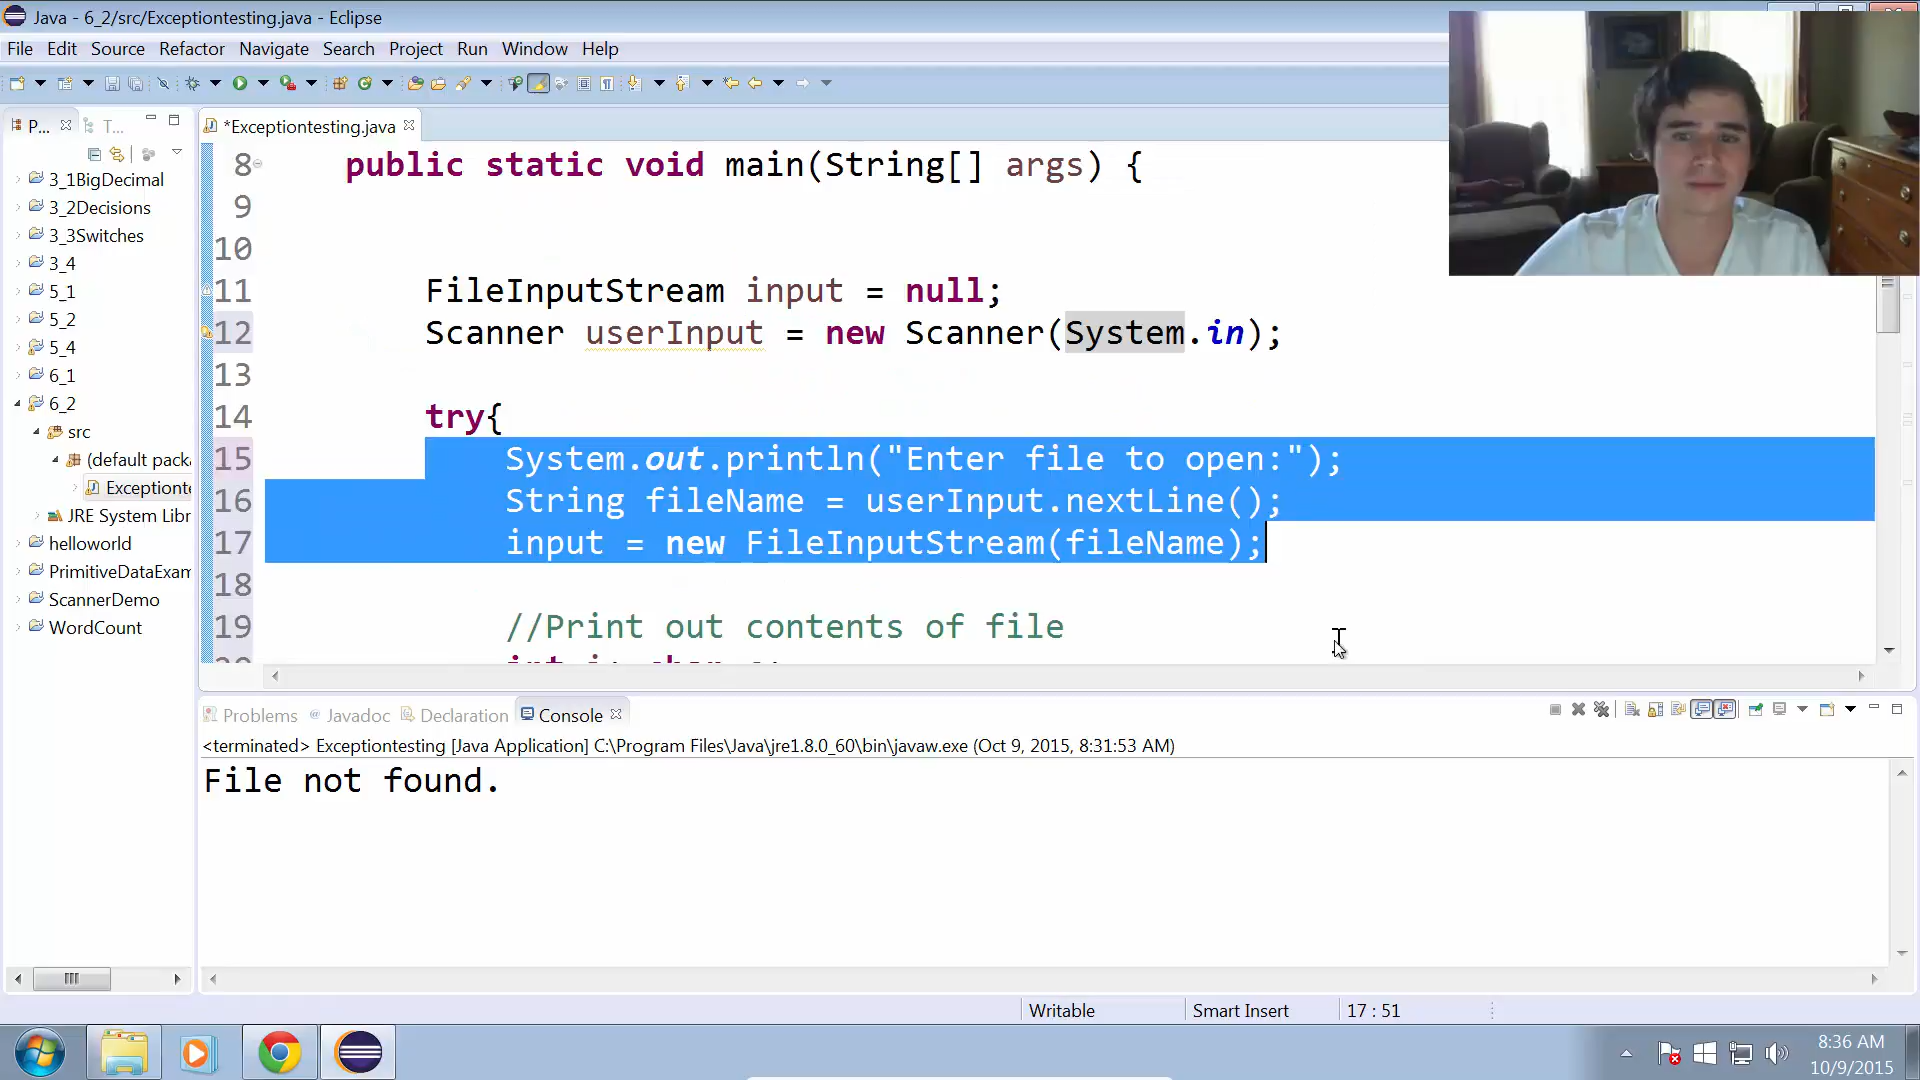 Java - 6_2/src/Exceptiontesting.java - Eclipse
File Edit Source Refactor Navigate Search Project Run Window Help
P... T...
*Exceptiontesting.java
3_1BigDecimal
3_2Decisions
3_3Switches
3_4
5_1
5_2
5_4
6_1
6_2
src
(default pack
Exceptionte
JRE System Libr
helloworld
PrimitiveDataExam
ScannerDemo
WordCount
8 public static void main(String[] args) {
9
10
11 FileInputStream input = null;
12 Scanner userInput = new Scanner(System.in);
13
14 try{
15 System.out.println("Enter file to open:");
16 String fileName = userInput.nextLine();
17 input = new FileInputStream(fileName);
18
19 //Print out contents of file
Problems @ Javadoc Declaration Console
<terminated> Exceptiontesting [Java Application] C:\Program Files\Java\jre1.8.0_60\bin\javaw.exe (Oct 9, 2015, 8:31:53 AM)
File not found.
Writable Smart Insert 17 : 51
8:36 AM
10/9/2015